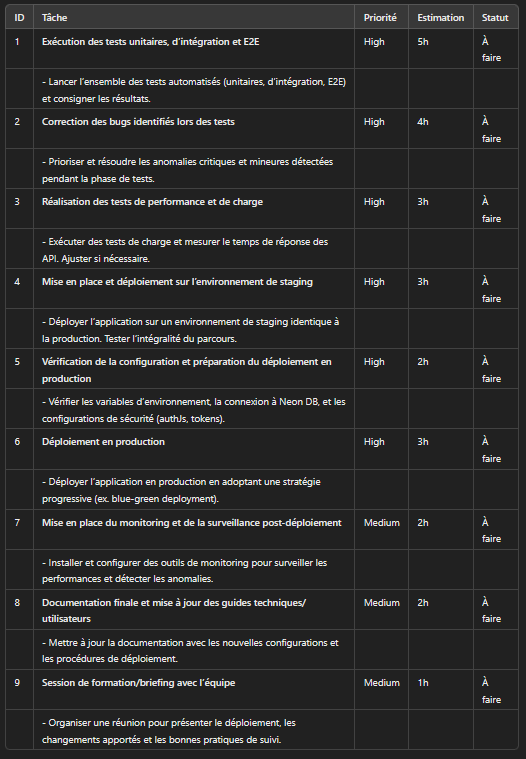 ID Tâche Priorité Estimation Statut
1 Exécution des tests unitaires, d’intégration et E2E High 5h À
faire
- Lancer l’ensemble des tests automatisés (unitaires, d’intégration, E2E)
et consigner les résultats.
2 Correction des bugs identifiés lors des tests High 4h À
faire
- Prioriser et résoudre les anomalies critiques et mineures détectées
pendant la phase de tests.
3 Réalisation des tests de performance et de charge High 3h À
faire
- Exécuter des tests de charge et mesurer le temps de réponse des
API. Ajuster si nécessaire.
4 Mise en place et déploiement sur l’environnement de staging High 3h À
faire
- Déployer l’application sur un environnement de staging identique à
la production. Tester l’intégralité du parcours.
5 Vérification de la configuration et préparation du déploiement en High 2h À
production faire
- Vérifier les variables d’environnement, la connexion à Neon DB, et les
configurations de sécurité (authJs, tokens).
6 Déploiement en production High 3h À
faire
- Déployer l’application en production en adoptant une stratégie
progressive (ex. blue-green deployment).
7 Mise en place du monitoring et de la surveillance post-déploiement Medium 2h À
faire
- Installer et configurer des outils de monitoring pour surveiller les
performances et détecter les anomalies.
8 Documentation finale et mise à jour des guides techniques/ Medium 2h À
utilisateurs faire
- Mettre à jour la documentation avec les nouvelles configurations et
les procédures de déploiement.
9 Session de formation/briefing avec l’équipe Medium 1h À
faire
- Organiser une réunion pour présenter le déploiement, les
changements apportés et les bonnes pratiques de suivi.